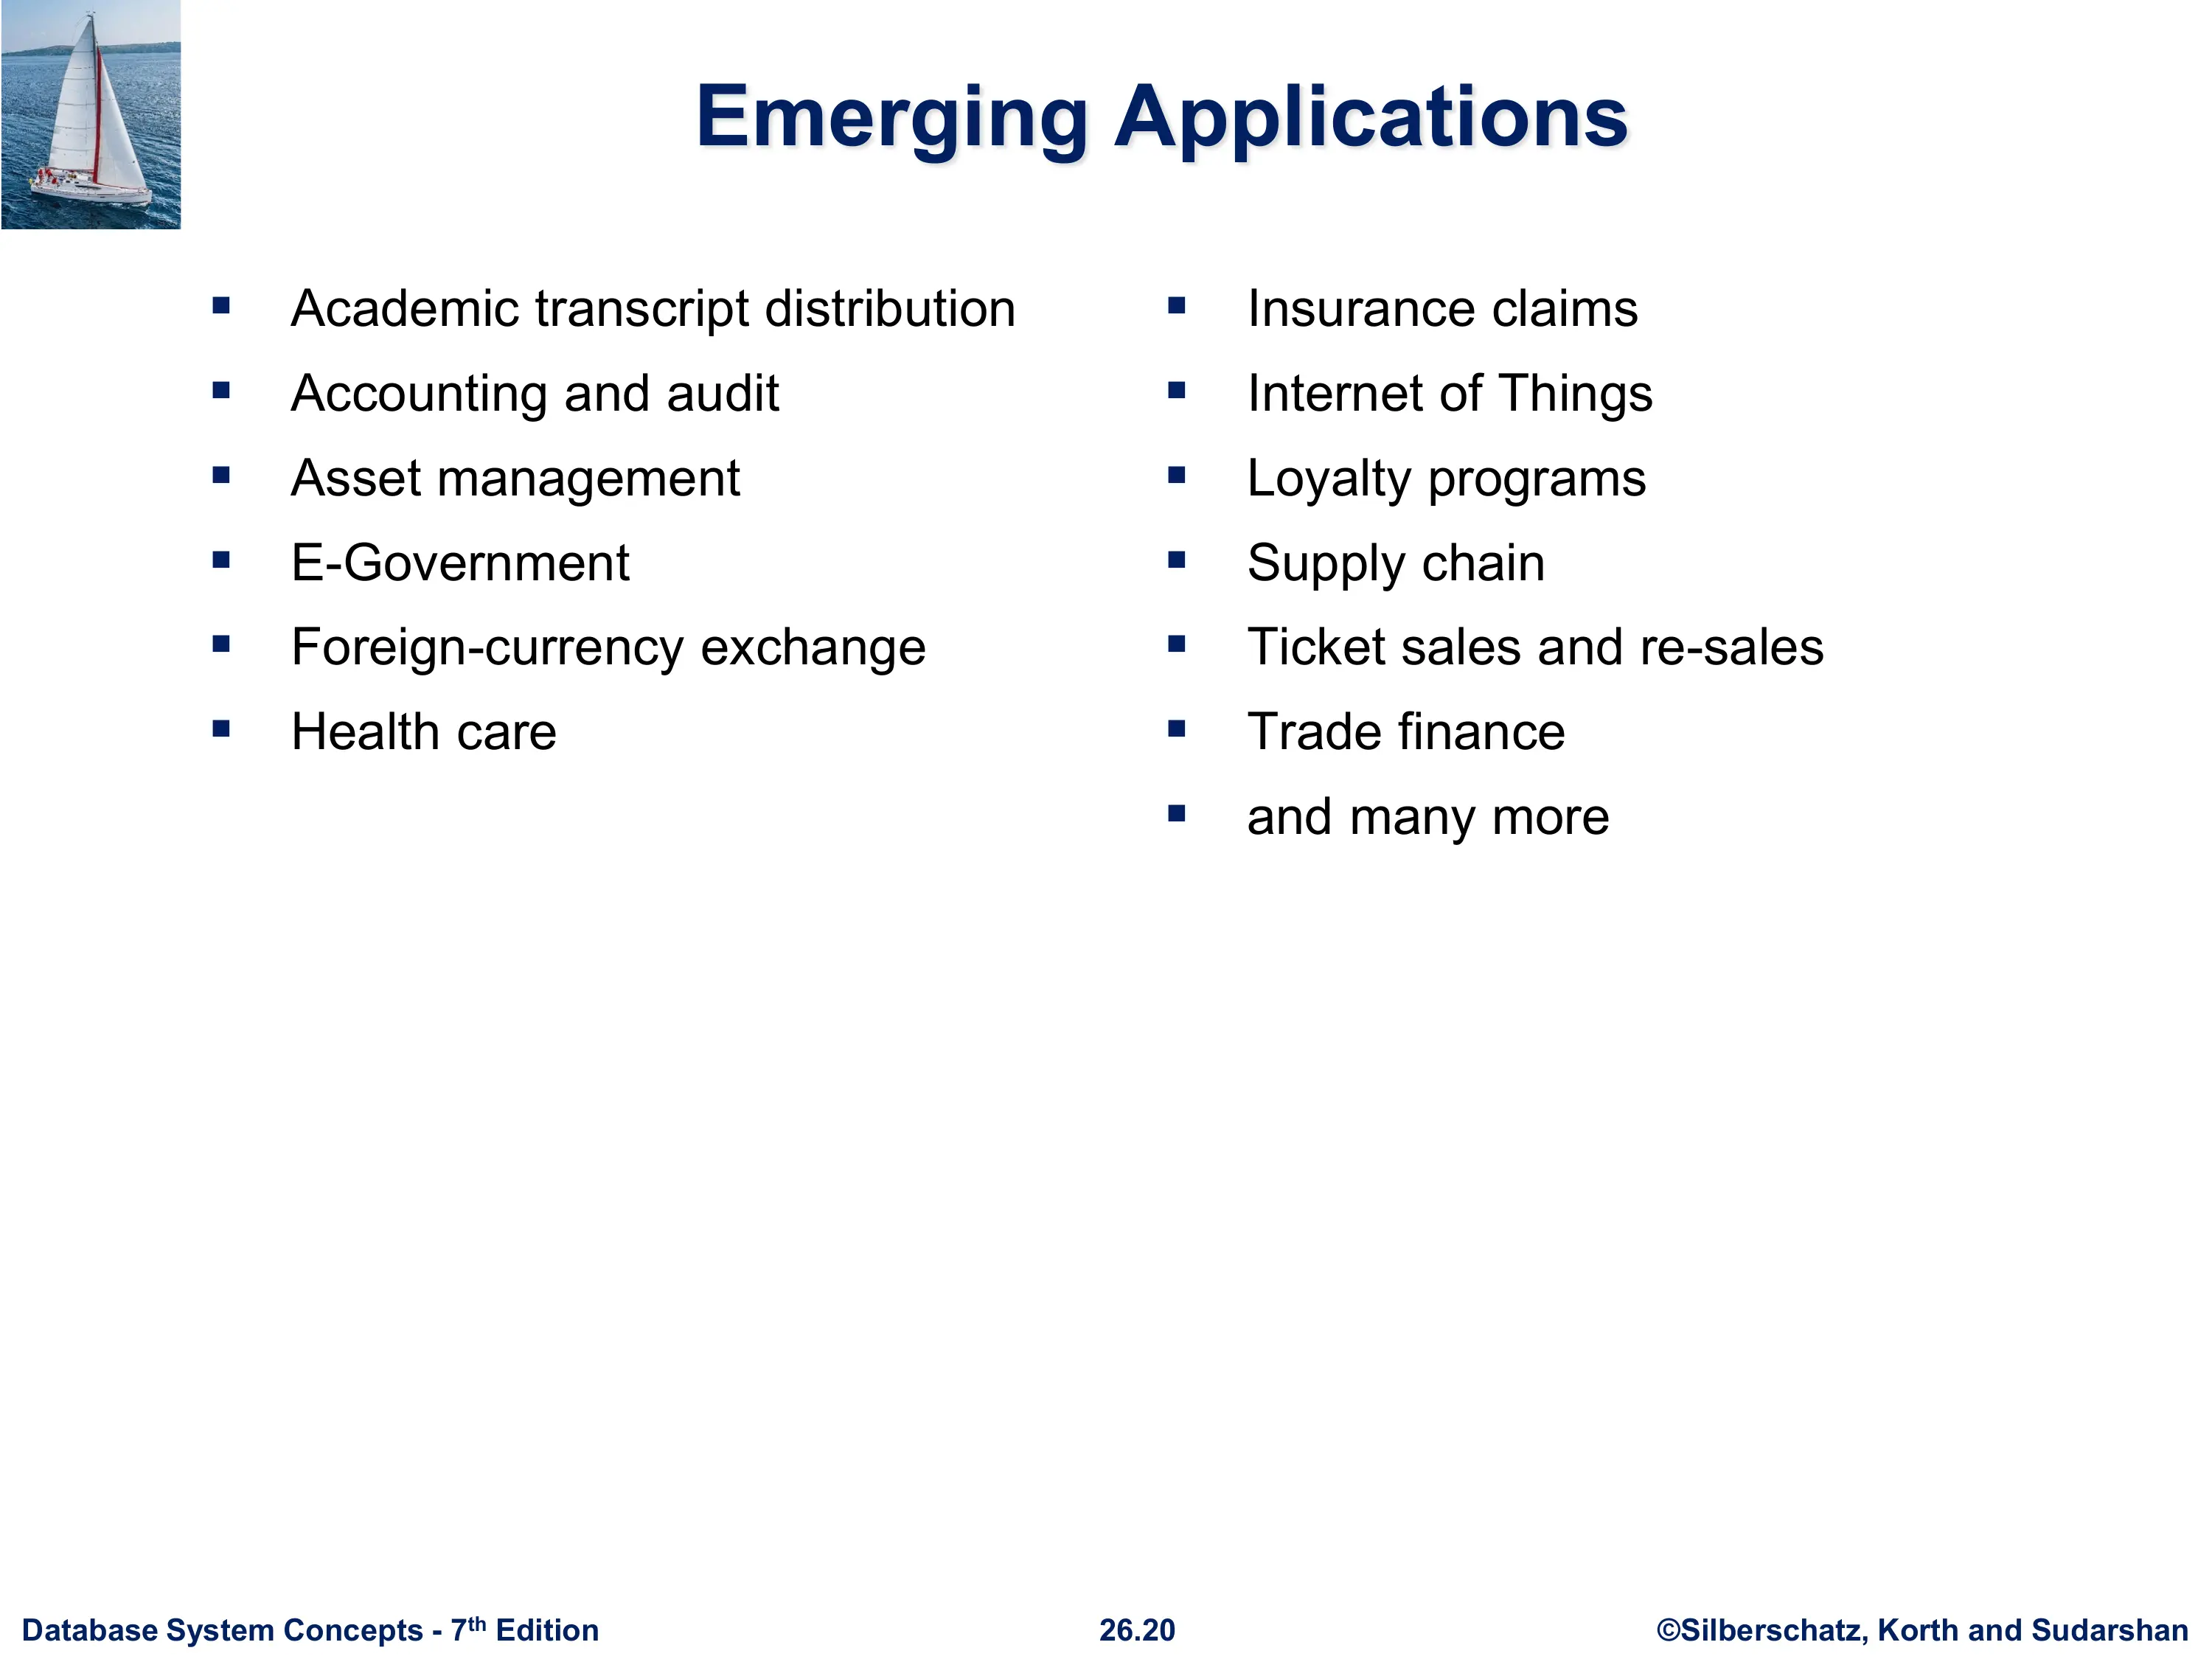 Emerging Applications
Academic transcript distribution
Accounting and audit
Asset management
E-Government
Foreign-currency exchange
Health care
Insurance claims
Internet of Things
Loyalty programs
Supply chain
Ticket sales and re-sales
Trade finance
and many more
Database System Concepts - 7th Edition
26.20
©Silberschatz, Korth and Sudarshan